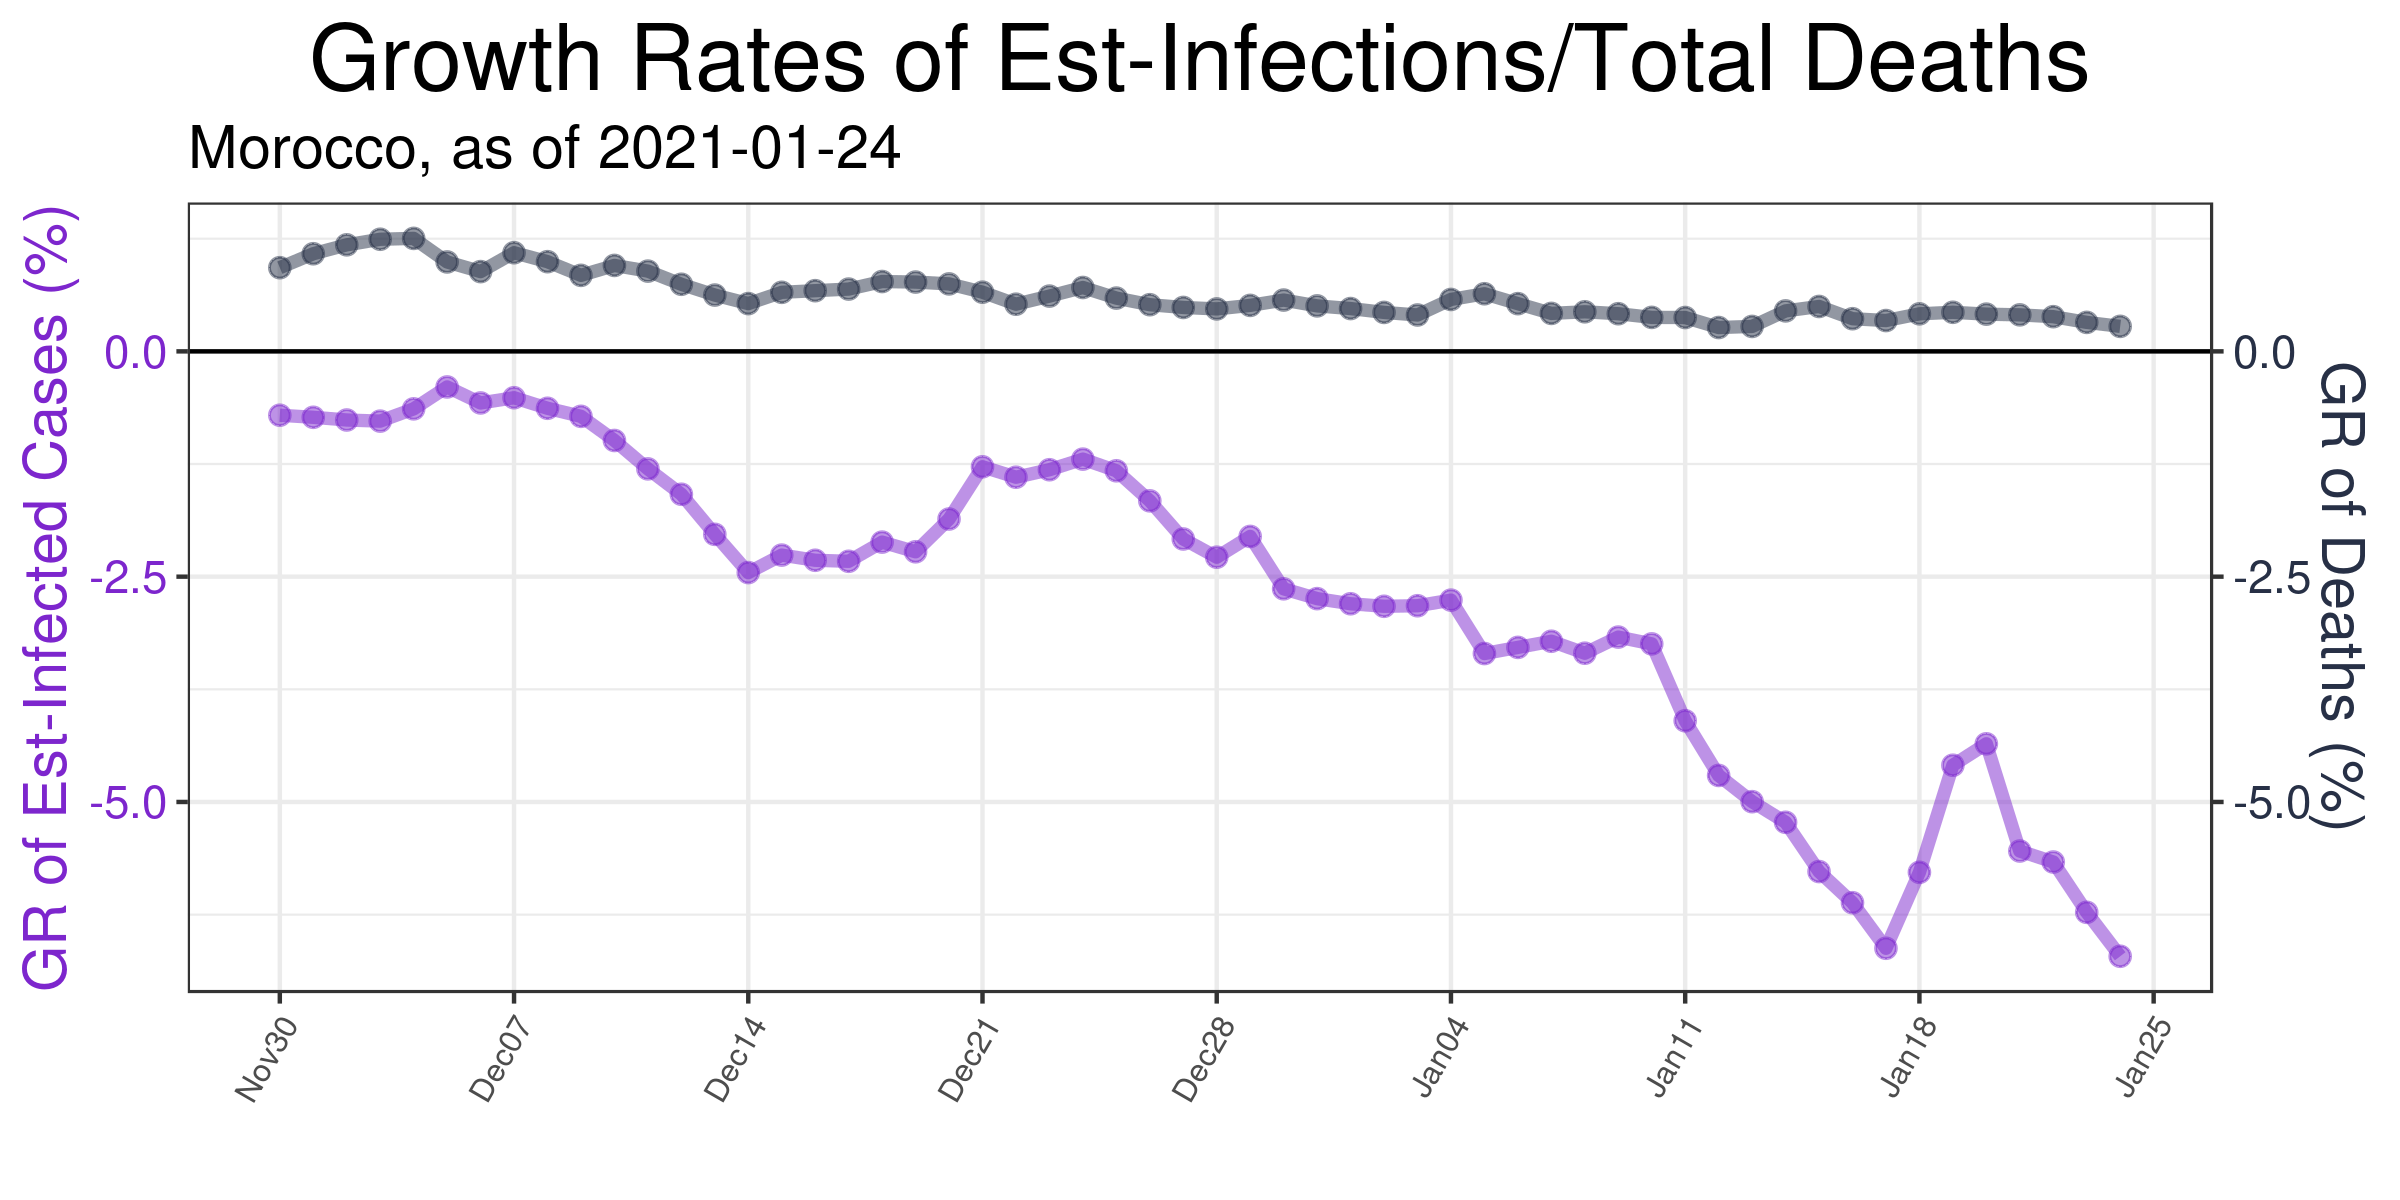 Growth Rates of Est-Infections/Total Deaths
Morocco, as of 2021-01-24
GR of Est-Infected Cases (%)
0.0
-2.5
-5.0
0.0
-2.5
-5.0
GR of Deaths (%)
Nov30
Dec07
Dec14
Dec21
Dec28
Jan04
Jan11
Jan18
Jan25